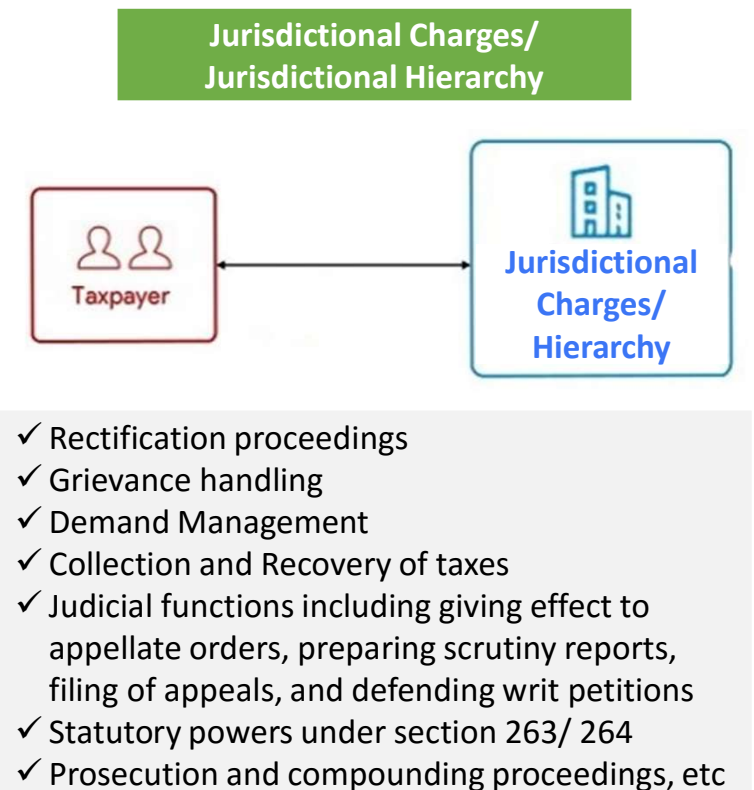 Jurisdictional Charges/
Jurisdictional Hierarchy
Taxpayer
Jurisdictional
Charges/
Hierarchy
✓ Rectification proceedings
✓ Grievance handling
✓ Demand Management
✓ Collection and Recovery of taxes
✓ Judicial functions including giving effect to
appellate orders, preparing scrutiny reports,
filing of appeals, and defending writ petitions
✓ Statutory powers under section 263/ 264
✓ Prosecution and compounding proceedings, etc